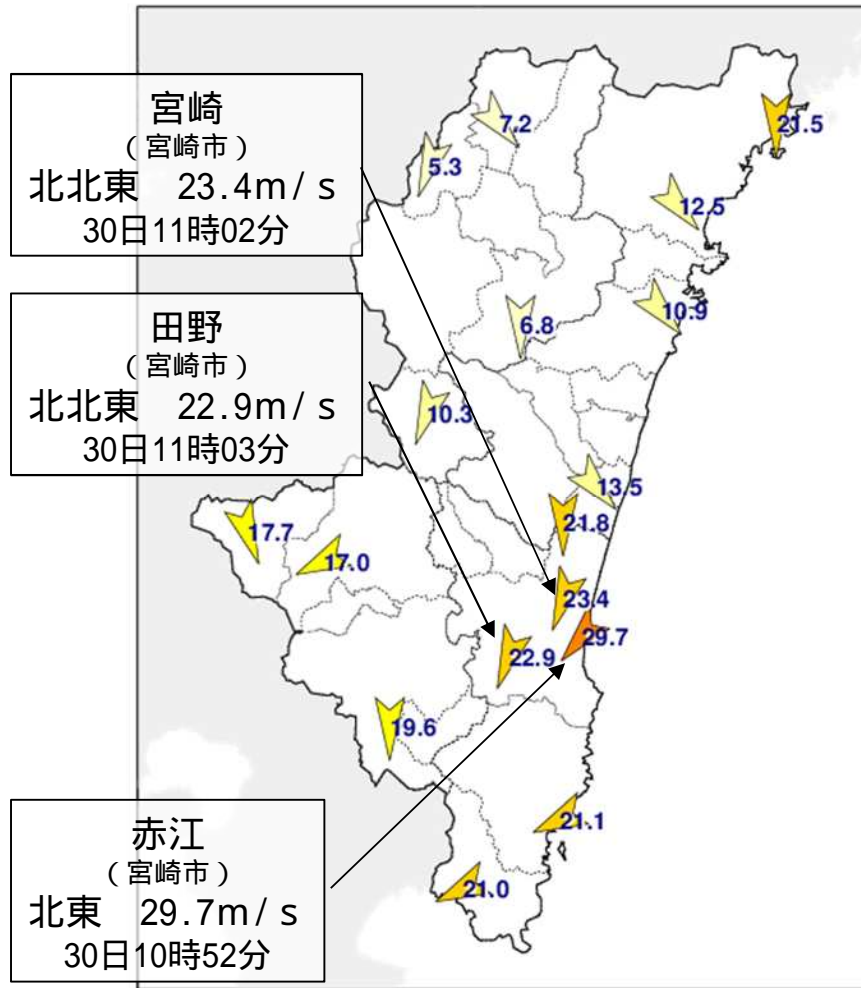 宮崎
（宮崎市）
北北東　23.4m/s
30日11時02分
田野
（宮崎市）
北北東　22.9m/s
30日11時03分
赤江
（宮崎市）
北東　29.7m/s
30日10時52分
7.2
21.5
5.3
12.5
10.9
6.8
10.3
13.5
21.8
17.7
17.0
23.4
29.7
22.9
19.6
21.1
21.0